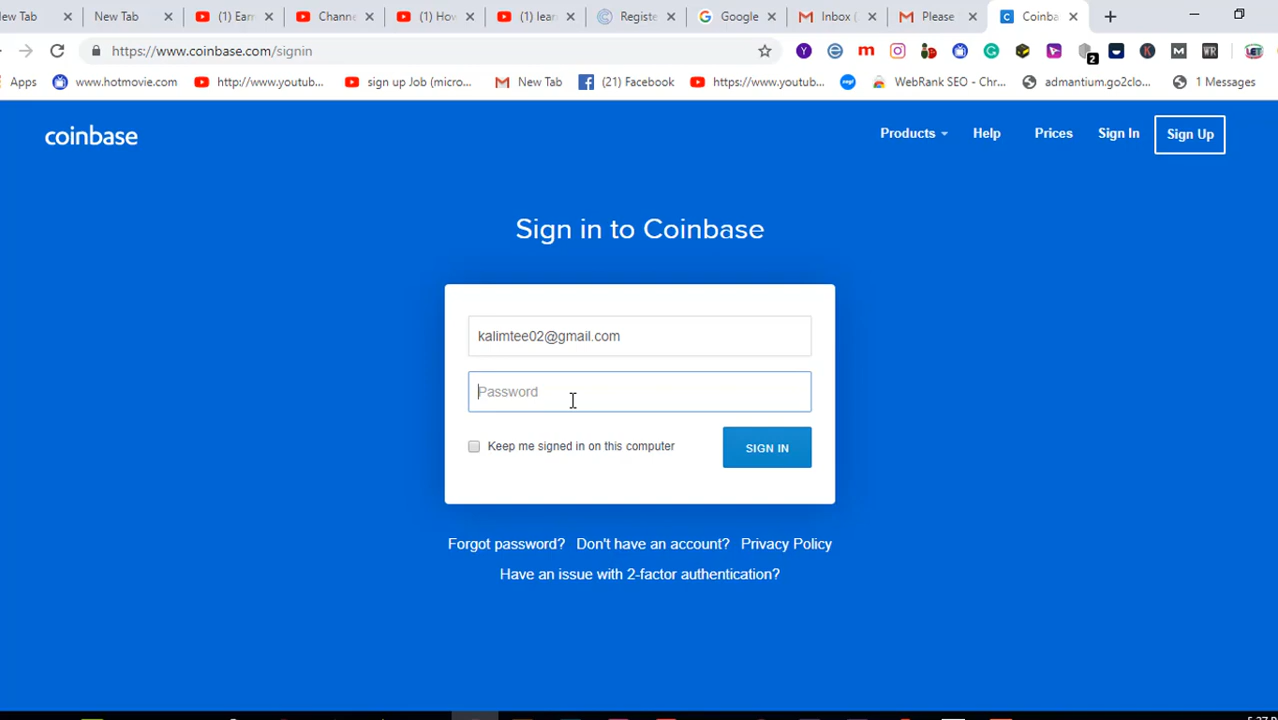 New Tab New Tab (1) Earn Channe (1) How (1) learn Registe Google Inbox ( Please Coinba
https://www.coinbase.com/signin
Apps www.hotmovie.com http://www.youtub... sign up Job (micro... New Tab (21) Facebook https://www.youtub... WebRank SEO - Chr... admantium.go2clo... 1 Messages
coinbase
Products Help Prices Sign In Sign Up
Sign in to Coinbase
kalimtee02@gmail.com
Password
Keep me signed in on this computer SIGN IN
Forgot password? Don't have an account? Privacy Policy
Have an issue with 2-factor authentication?